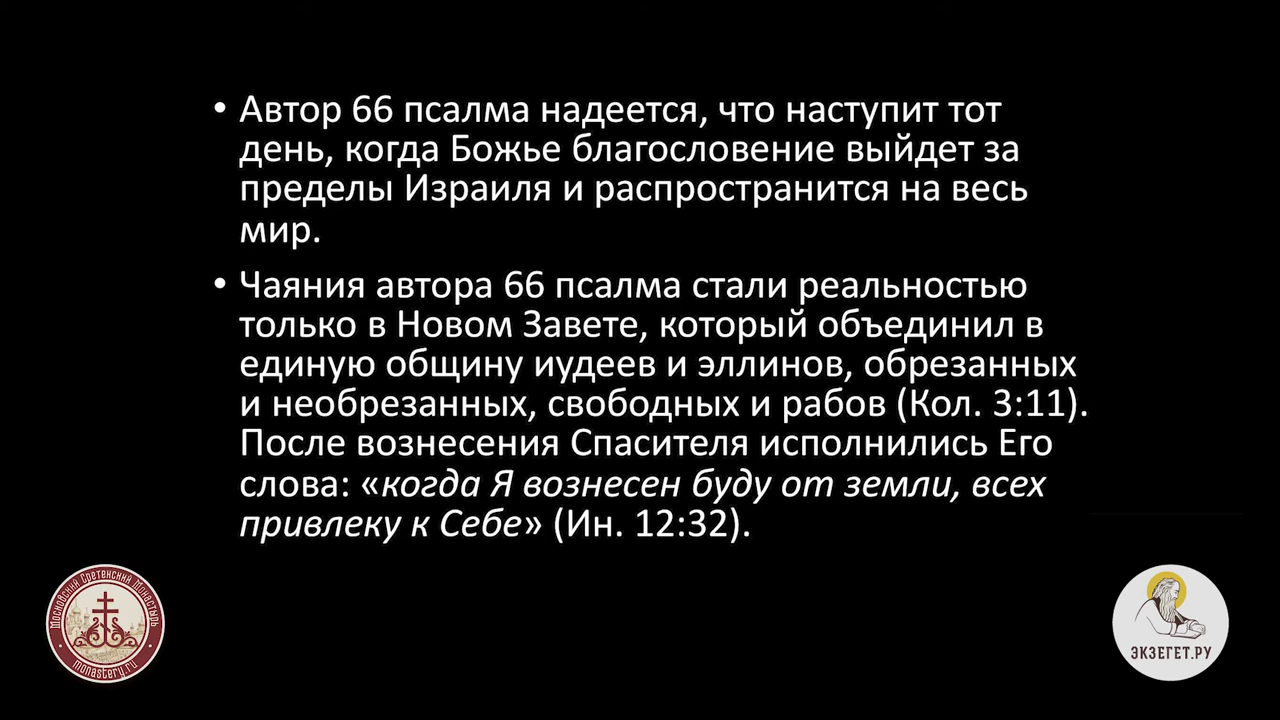 • Автор 66 псалма надеется, что наступит тот
день, когда Божье благословение выйдет за
пределы Израиля и распространится на весь
мир.
• Чаяния автора 66 псалма стали реальностью
только в Новом Завете, который объединил в
единую общину иудеев и эллинов, обрезанных
и необрезанных, свободных и рабов (Кол. 3:11).
После вознесения Спасителя исполнились Его
слова: «когда Я вознесен буду от земли, всех
привлеку к Себе» (Ин. 12:32).
Московский Сретенский Монастырь
monastery.ru
ЭКЗЕГЕТ.РУ